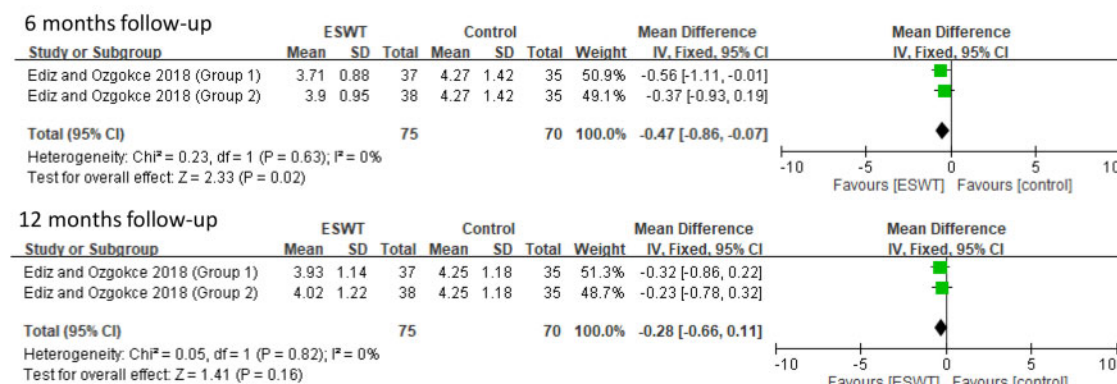 6 months follow-up
ESWT Control Mean Difference Mean Difference
Study or Subgroup Mean SD Total Mean SD Total Weight IV, Fixed, 95% CI IV, Fixed, 95% CI
Ediz and Ozgokce 2018 (Group 1) 3.71 0.88 37 4.27 1.42 35 50.9% -0.56 [-1.11, -0.01]
Ediz and Ozgokce 2018 (Group 2) 3.9 0.95 38 4.27 1.42 35 49.1% -0.37 [-0.93, 0.19]
Total (95% CI) 75 70 100.0% -0.47 [-0.86, -0.07]
Heterogeneity: Chi² = 0.23, df = 1 (P = 0.63); I² = 0%
Test for overall effect: Z = 2.33 (P = 0.02)
-10 -5 0 5 10
Favours [ESWT] Favours [control]
12 months follow-up
ESWT Control Mean Difference Mean Difference
Study or Subgroup Mean SD Total Mean SD Total Weight IV, Fixed, 95% CI IV, Fixed, 95% CI
Ediz and Ozgokce 2018 (Group 1) 3.93 1.14 37 4.25 1.18 35 51.3% -0.32 [-0.86, 0.22]
Ediz and Ozgokce 2018 (Group 2) 4.02 1.22 38 4.25 1.18 35 48.7% -0.23 [-0.78, 0.32]
Total (95% CI) 75 70 100.0% -0.28 [-0.66, 0.11]
Heterogeneity: Chi² = 0.05, df = 1 (P = 0.82); I² = 0%
Test for overall effect: Z = 1.41 (P = 0.16)
-10 -5 0 5 10
Favours [ESWT] Favours [control]